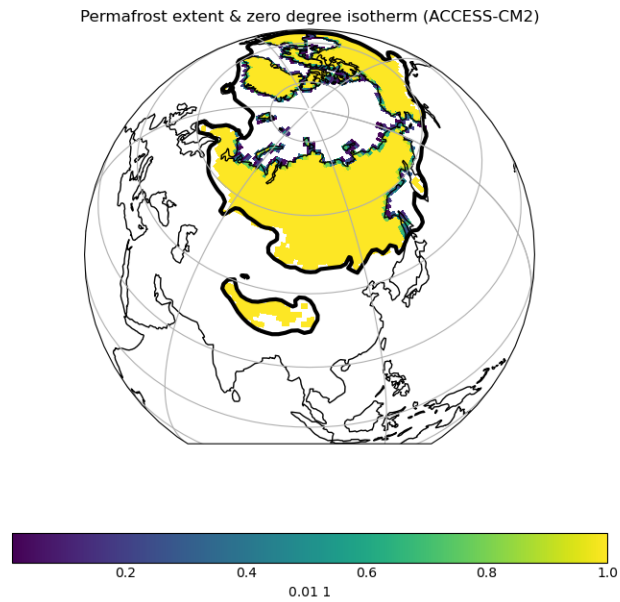 Permafrost extent & zero degree isotherm (ACCESS-CM2)
0.2 0.4 0.6 0.8 1.0
0.01 1